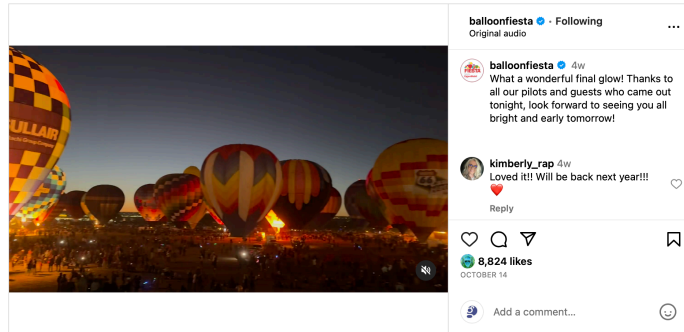 balloonfiesta • Following
Original audio
balloonfiesta 4w
What a wonderful final glow! Thanks to
all our pilots and guests who came out
tonight, look forward to seeing you all
bright and early tomorrow!
kimberly_rap 4w
Loved it!! Will be back next year!!!
❤️
Reply
8,824 likes
OCTOBER 14
Add a comment...
SULLAIR
FIESTA